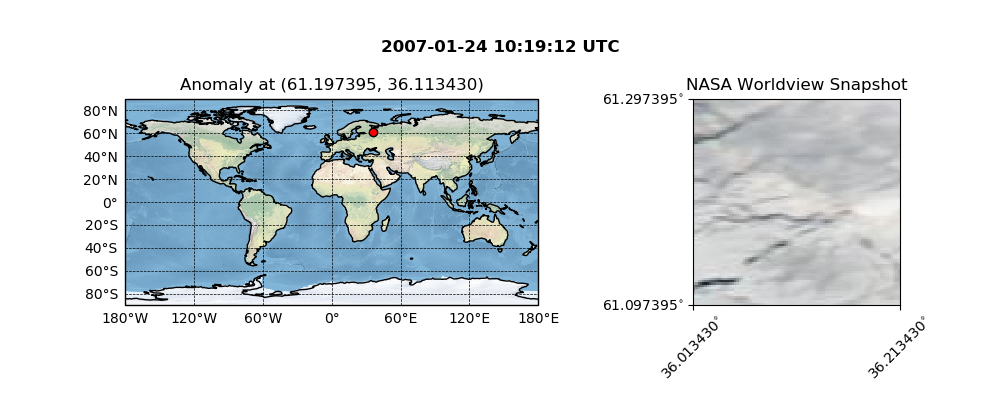 2007-01-24 10:19:12 UTC
Anomaly at (61.197395, 36.113430)
80°N
60°N
40°N
20°N
0°
20°S
40°S
60°S
80°S
180°W 120°W 60°W 0° 60°E 120°E 180°E
NASA Worldview Snapshot
61.297395°
61.097395°
36.013430°
36.213430°